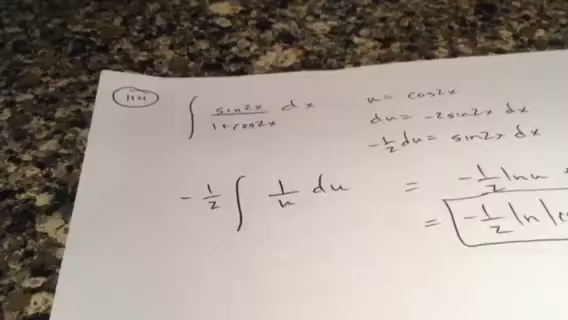 114
∫ sin2x / 1+cos2x dx
u = cos2x
du = -2sin2x dx
-1/2 du = sin2x dx
-1/2 ∫ 1/u du = -1/2 ln u
= -1/2 ln |co